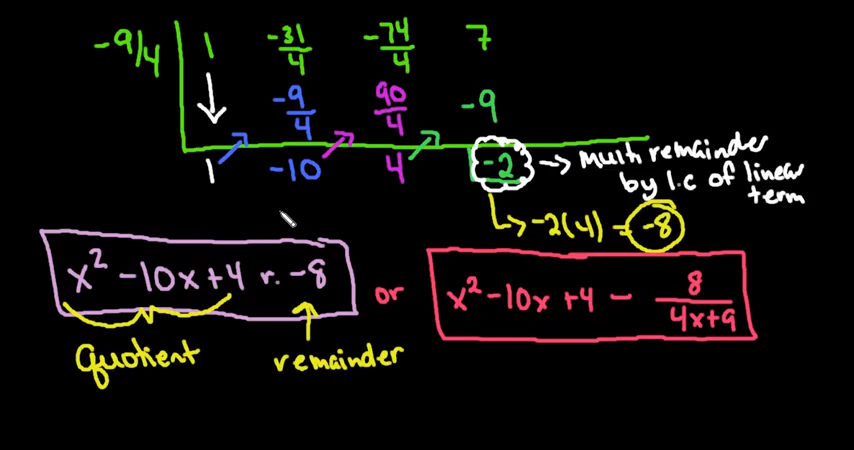 -9/4 1 -31/4 -74/4 7
-9/4 90/4 -9
1 -10 4 -2 → multi remainder
by l.c of linear
term
→ -2(4) = -8
x² -10x +4 r. -8 or x² -10x +4 - 8/(4x+9)
Quotient remainder